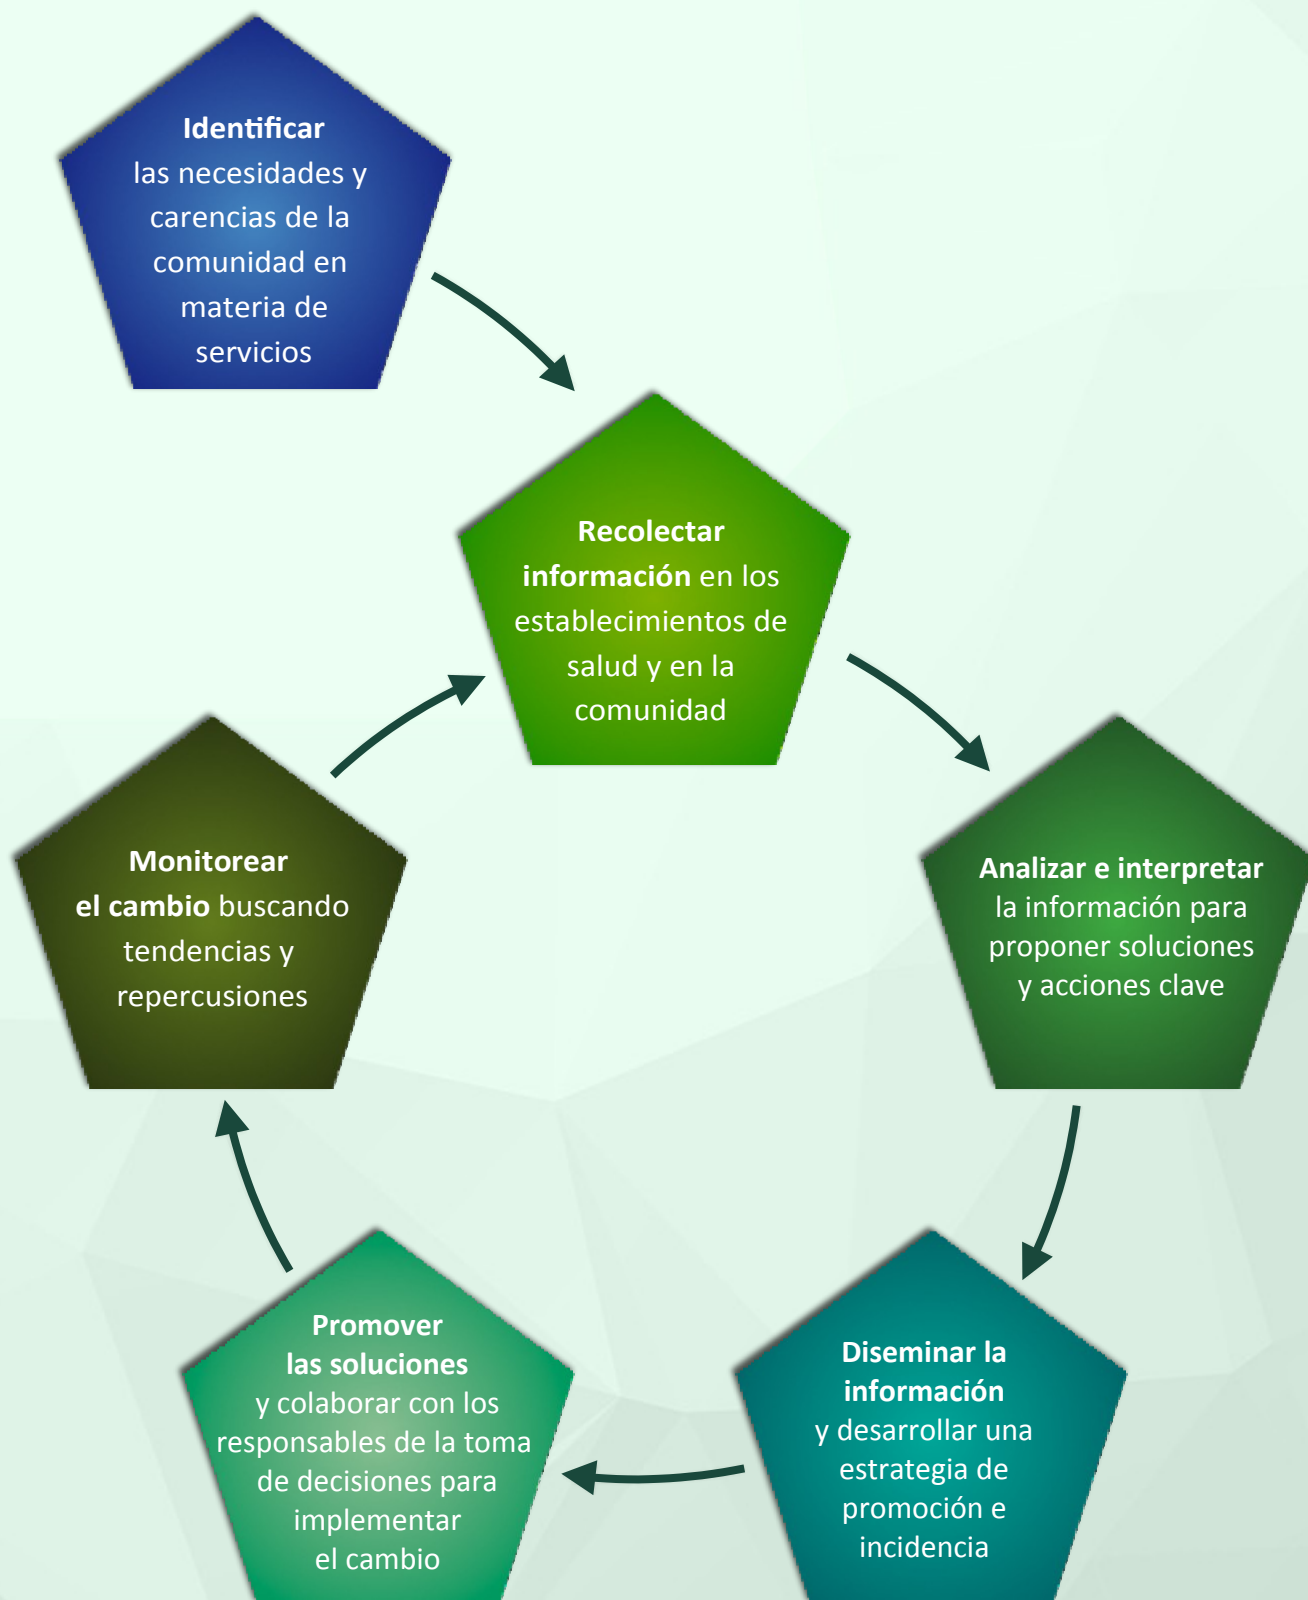 Identificar
las necesidades y
carencias de la
comunidad en
materia de
servicios
Recolectar
información en los
establecimientos de
salud y en la
comunidad
Analizar e interpretar
la información para
proponer soluciones
y acciones clave
Diseminar la
información
y desarrollar una
estrategia de
promoción e
incidencia
Promover
las soluciones
y colaborar con los
responsables de la toma
de decisiones para
implementar
el cambio
Monitorear
el cambio buscando
tendencias y
repercusiones